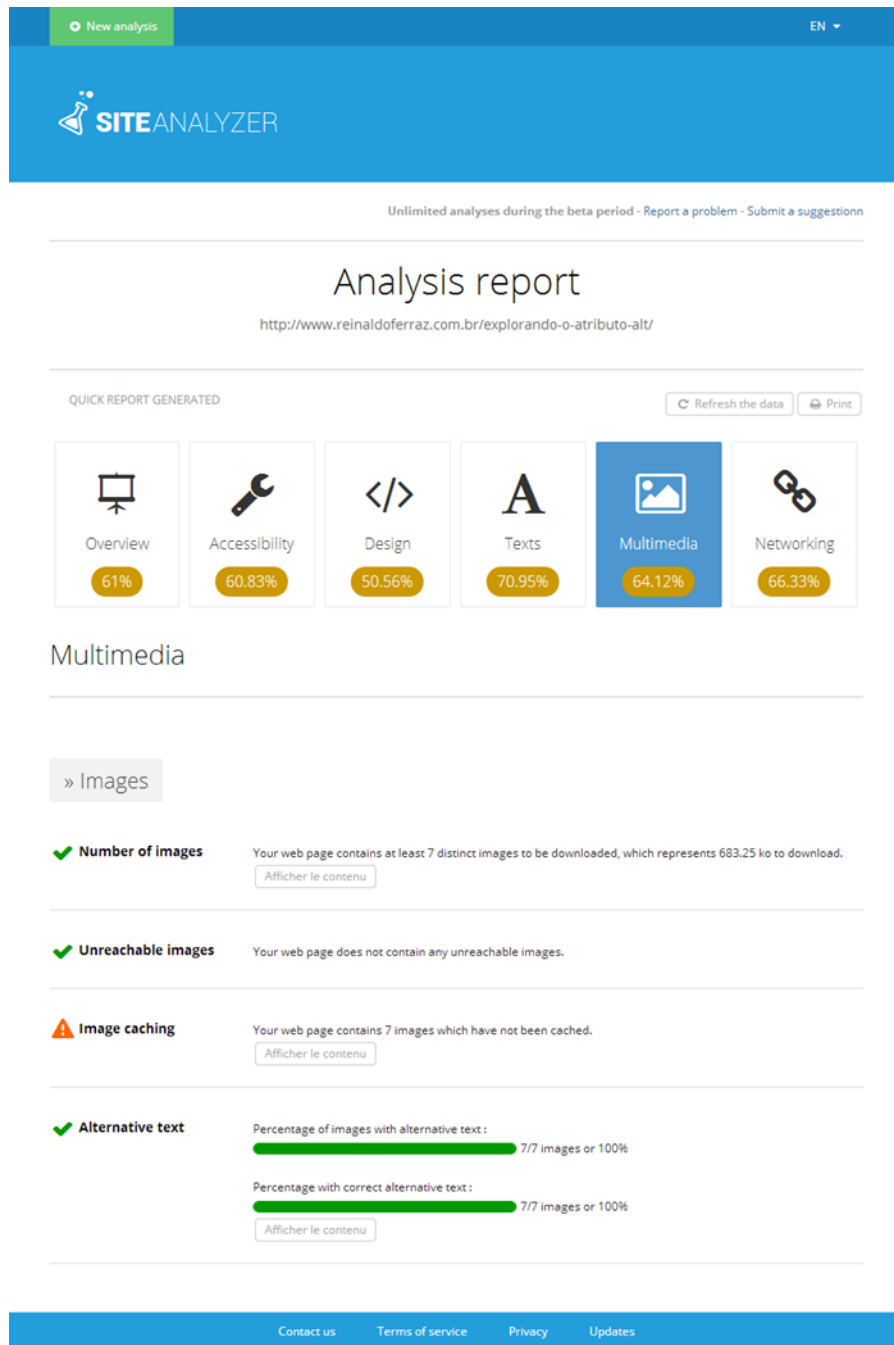 New analysis
EN
SITEANALYZER
Unlimited analyses during the beta period - Report a problem - Submit a suggestionn
Analysis report
http://www.reinaldoferraz.com.br/explorando-o-atributo-alt/
QUICK REPORT GENERATED
Refresh the data
Print
Overview
Accessibility
Design
Texts
Multimedia
Networking
61%
60.83%
50.56%
70.95%
64.12%
66.33%
Multimedia
» Images
Number of images
Your web page contains at least 7 distinct images to be downloaded, which represents 683.25 ko to download.
Afficher le contenu
Unreachable images
Your web page does not contain any unreachable images.
Image caching
Your web page contains 7 images which have not been cached.
Afficher le contenu
Alternative text
Percentage of images with alternative text :
7/7 images or 100%
Percentage with correct alternative text :
7/7 images or 100%
Afficher le contenu
Contact us
Terms of service
Privacy
Updates